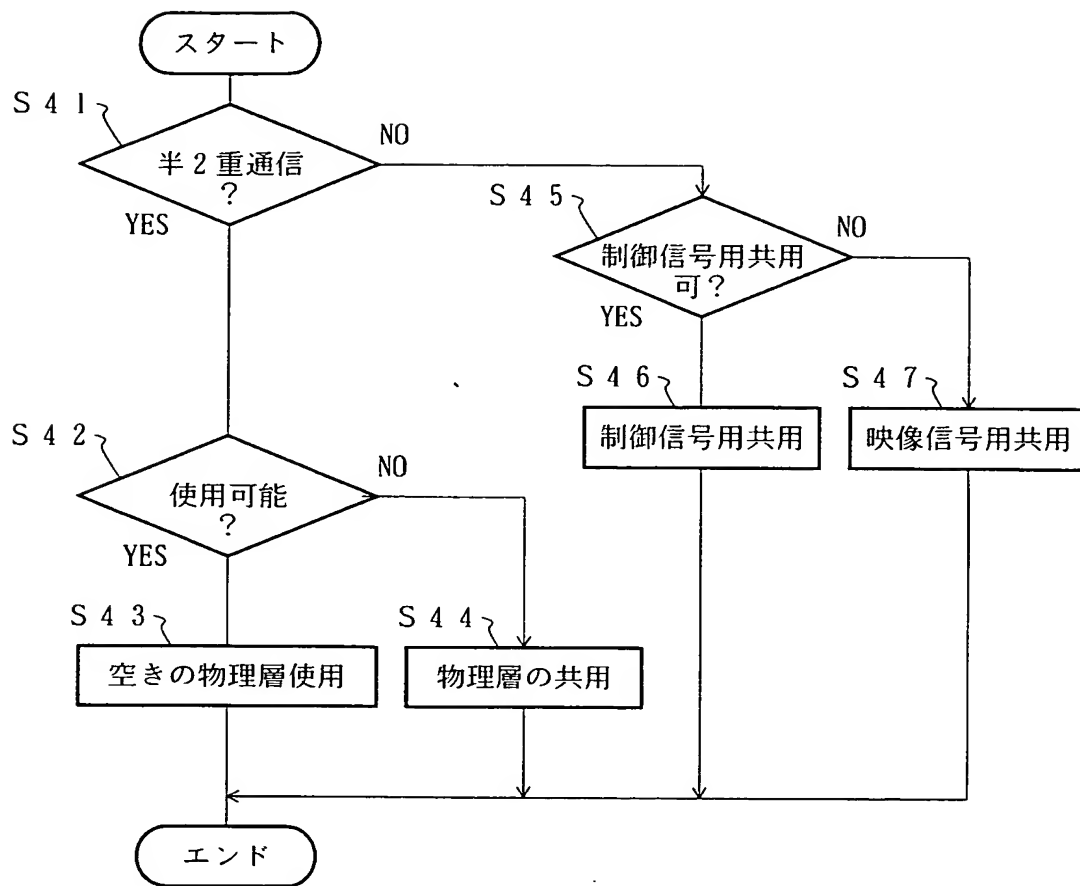 スタート
S41
半2重通信
?
NO
YES
S45
制御信号用共用
可?
NO
YES
S42
使用可能
?
NO
YES
S46
制御信号用共用
S47
映像信号用共用
S43
空きの物理層使用
S44
物理層の共用
エンド